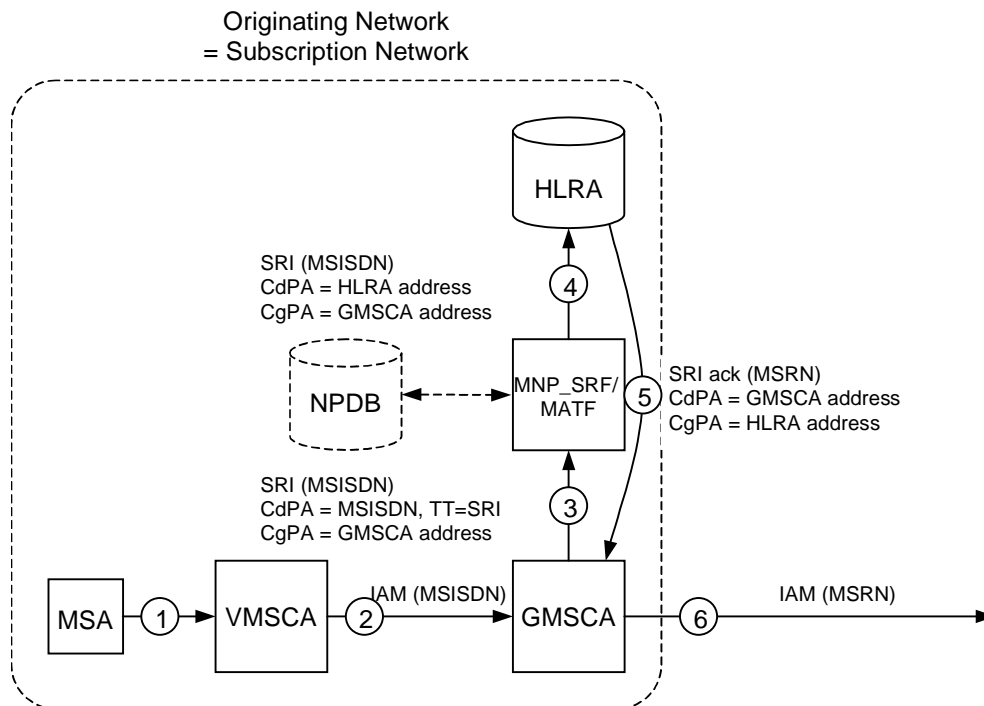 Originating Network
= Subscription Network
HLRA
SRI (MSISDN)
CdPA = HLRA address
CgPA = GMSCA address
4
NPDB
MNP_SRF/
MATF
5
SRI ack (MSRN)
CdPA = GMSCA address
CgPA = HLRA address
SRI (MSISDN)
CdPA = MSISDN, TT=SRI
CgPA = GMSCA address
3
MSA
1
VMSCA
2
IAM (MSISDN)
GMSCA
6
IAM (MSRN)